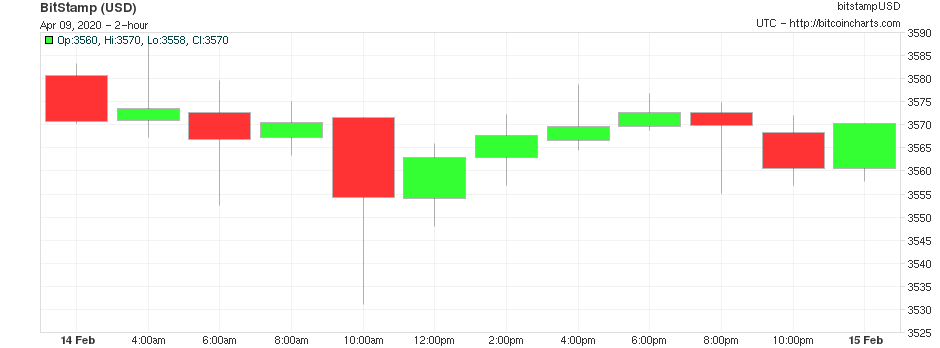 BitStamp (USD)
bitstampUSD
Apr 09, 2020 - 2-hour
UTC - http://bitcoincharts.com
Op:3560, Hi:3570, Lo:3558, Cl:3570
3590
3585
3580
3575
3570
3565
3560
3555
3550
3545
3540
3535
3530
3525
14 Feb 4:00am 6:00am 8:00am 10:00am 12:00pm 2:00pm 4:00pm 6:00pm 8:00pm 10:00pm 15 Feb